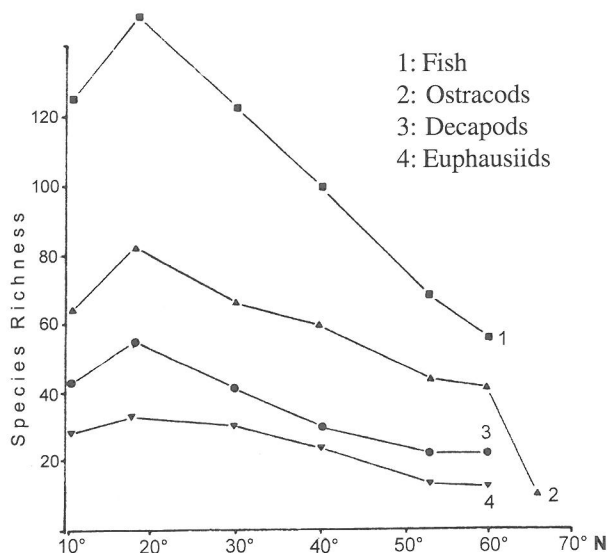 1: Fish
2: Ostracods
3: Decapods
4: Euphausiids
Species Richness
120
100
80
60
40
20
1
3
4
2
10° 20° 30° 40° 50° 60° 70° N